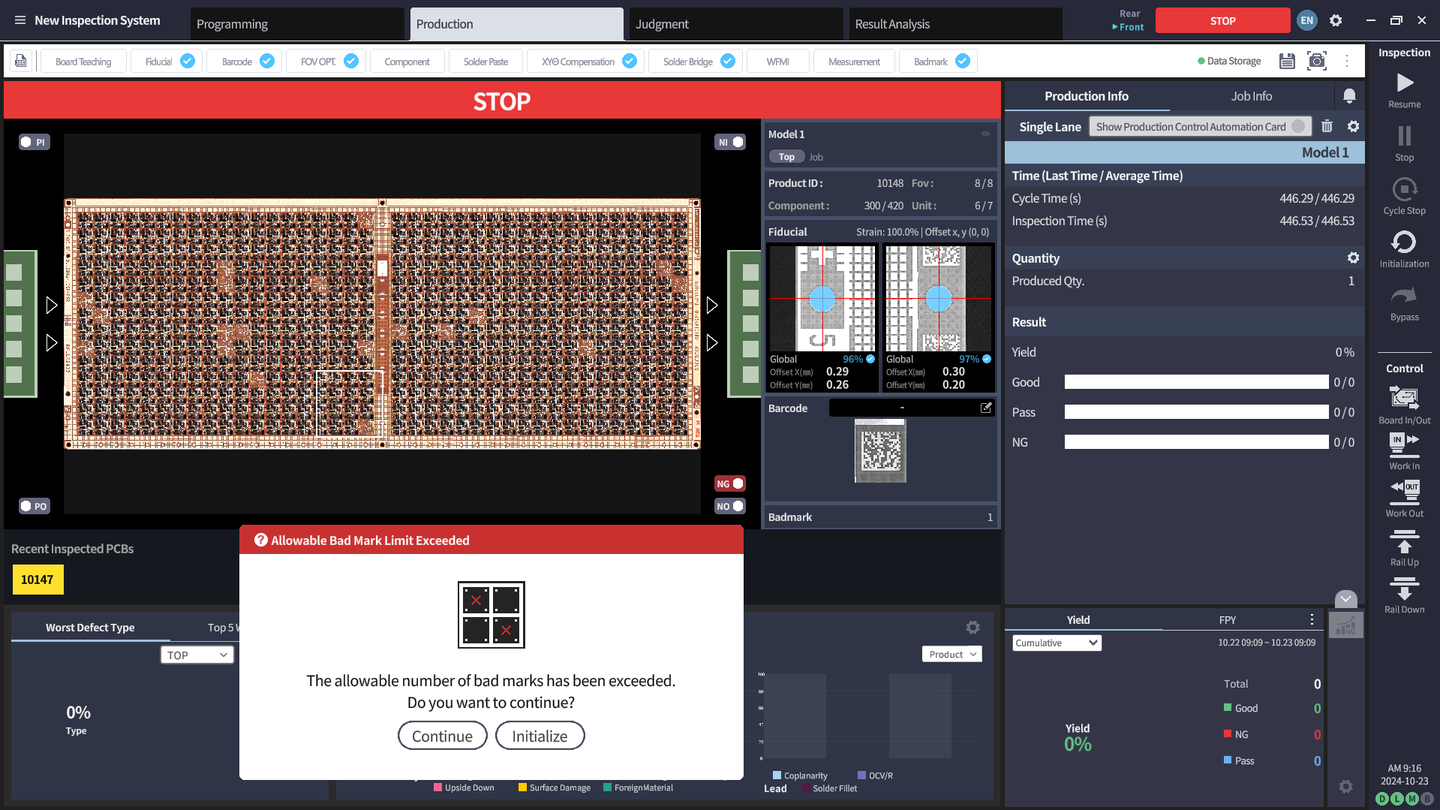 New Inspection System
Programming
Production
Judgment
Result Analysis
Rear
Front
STOP
EN
Board Teaching
Fiducial
Barcode
FOV OPT.
Component
Solder Paste
XYΘ Compensation
Solder Bridge
WFMI
Measurement
Badmark
Data Storage
STOP
PI
NI
PO
NG
NO
Model 1
Top Job
Product ID : 10148 Fov : 8 / 8
Component : 300 / 420 Unit : 6 / 7
Fiducial Strain: 100.0% | Offset x, y (0, 0)
Global 96%
Offset X(㎜) 0.29
Offset Y(㎜) 0.26
Global 97%
Offset X(㎜) 0.30
Offset Y(㎜) 0.20
Barcode -
Badmark 1
Recent Inspected PCBs
10147
Allowable Bad Mark Limit Exceeded
The allowable number of bad marks has been exceeded.
Do you want to continue?
Continue
Initialize
Worst Defect Type
Top 5 W
TOP
0%
Type
Product
Upside Down
Surface Damage
ForeignMaterial
Coplanarity
OCV/R
Lead
Solder Fillet
Production Info
Job Info
Single Lane
Show Production Control Automation Card
Model 1
Time (Last Time / Average Time)
Cycle Time (s) 446.29 / 446.29
Inspection Time (s) 446.53 / 446.53
Quantity
Produced Qty. 1
Result
Yield 0 %
Good 0 / 0
Pass 0 / 0
NG 0 / 0
Yield
FPY
Cumulative
10.22 09:09 ~ 10.23 09:09
Yield
0%
Total 0
Good 0
NG 0
Pass 0
Inspection
Resume
Stop
Cycle Stop
Initialization
Bypass
Control
Board In/Out
IN
Work In
OUT
Work Out
Rail Up
Rail Down
AM 9:16
2024-10-23
D L M B